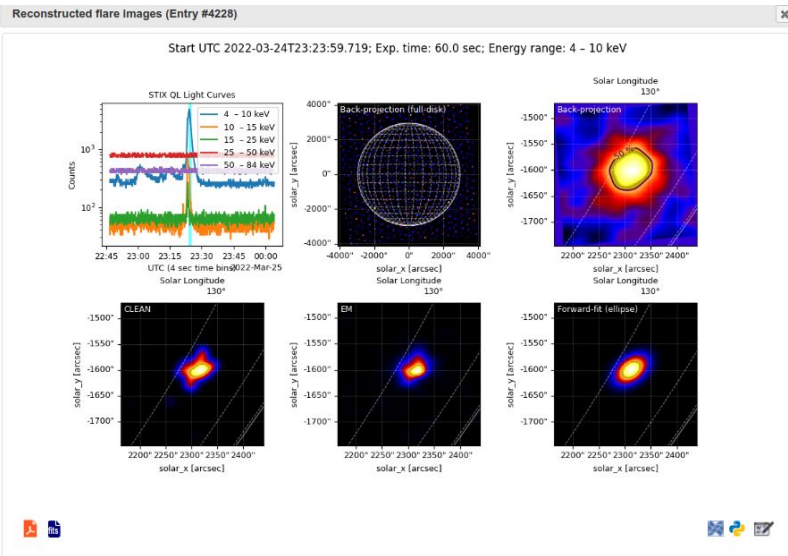 Reconstructed flare images (Entry #4228)
Start UTC 2022-03-24T23:23:59.719; Exp. time: 60.0 sec; Energy range: 4 – 10 keV
STIX QL Light Curves
4 – 10 keV
10 – 15 keV
15 – 25 keV
25 – 50 keV
50 – 84 keV
Counts
10³
10²
22:45 23:00 23:15 23:30 23:45 00:00
UTC (4 sec time bins) 2022-Mar-25
Back-projection (full-disk)
solar_y [arcsec]
4000"
2000"
0"
-2000"
-4000"
-4000" -2000" 0" 2000" 4000"
solar_x [arcsec]
Solar Longitude
130°
Back-projection
50 %
solar_y [arcsec]
-1500"
-1550"
-1600"
-1650"
-1700"
2200" 2250" 2300" 2350" 2400"
solar_x [arcsec]
Solar Longitude
130°
CLEAN
solar_y [arcsec]
-1500"
-1550"
-1600"
-1650"
-1700"
2200" 2250" 2300" 2350" 2400"
solar_x [arcsec]
Solar Longitude
130°
EM
solar_y [arcsec]
-1500"
-1550"
-1600"
-1650"
-1700"
2200" 2250" 2300" 2350" 2400"
solar_x [arcsec]
Solar Longitude
130°
Forward-fit (ellipse)
solar_y [arcsec]
-1500"
-1550"
-1600"
-1650"
-1700"
2200" 2250" 2300" 2350" 2400"
solar_x [arcsec]
fits